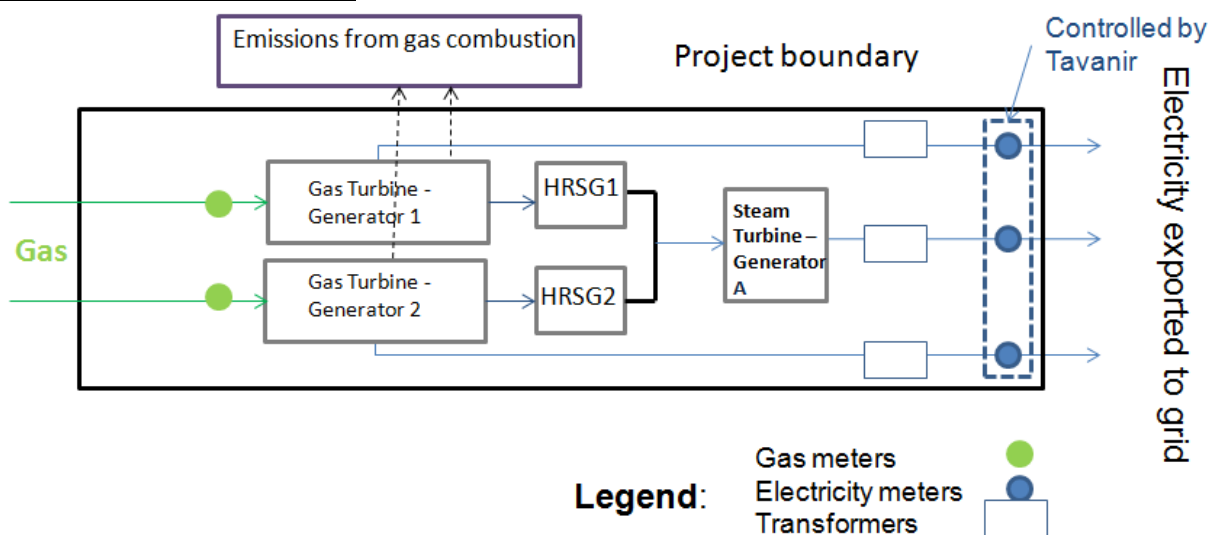 Emissions from gas combustion
Project boundary
Controlled by
Tavanir
Gas Turbine -
Generator 1
HRSG1
Steam
Turbine –
Generator
A
Gas
Gas Turbine -
Generator 2
HRSG2
Electricity exported to grid
Legend:
Gas meters
Electricity meters
Transformers